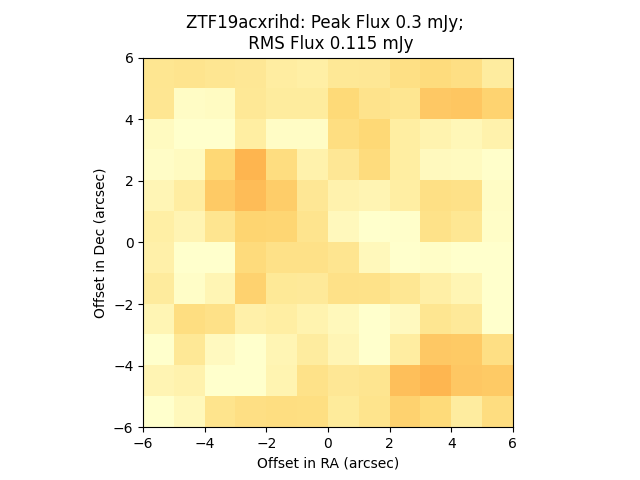 ZTF19acxrihd: Peak Flux 0.3 mJy;
RMS Flux 0.115 mJy
6
4
2
0
−2
−4
−6
Offset in Dec (arcsec)
−6 −4 −2 0 2 4 6
Offset in RA (arcsec)